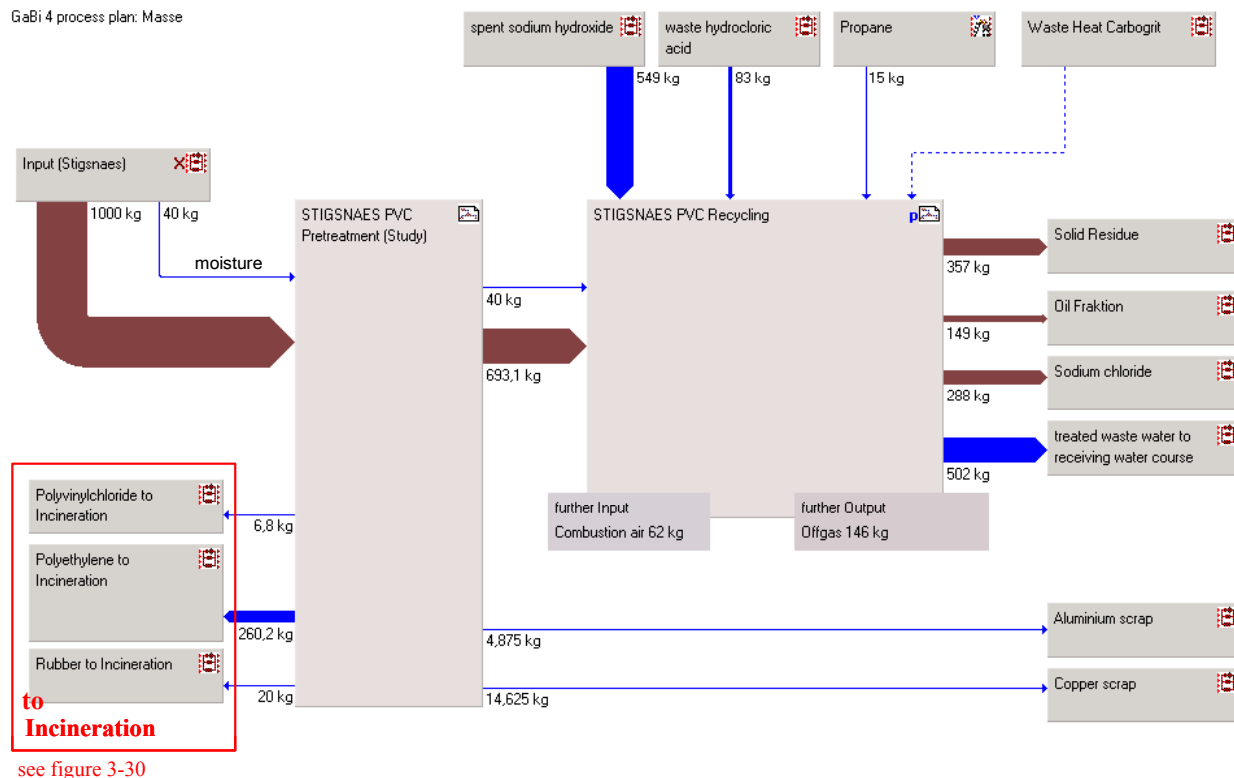 GaBi 4 process plan: Masse
spent sodium hydroxide
waste hydrocloric
acid
Propane
Waste Heat Carbogrit
549 kg
83 kg
15 kg
Input (Stigsnaes)
1000 kg
40 kg
moisture
STIGSNAES PVC
Pretreatment (Study)
STIGSNAES PVC Recycling
p
40 kg
693,1 kg
Solid Residue
357 kg
Oil Fraktion
149 kg
Sodium chloride
288 kg
treated waste water to
receiving water course
502 kg
further Input
Combustion air 62 kg
further Output
Offgas 146 kg
Polyvinylchloride to
Incineration
6,8 kg
Polyethylene to
Incineration
260,2 kg
Rubber to Incineration
20 kg
to
Incineration
see figure 3-30
4,875 kg
Aluminium scrap
14,625 kg
Copper scrap